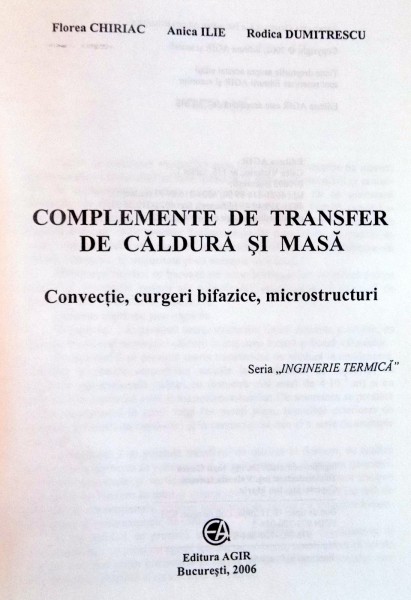 Florea CHIRIAC Anica ILIE Rodica DUMITRESCU
COMPLEMENTE DE TRANSFER
DE CĂLDURĂ ŞI MASĂ
Convecţie, curgeri bifazice, microstructuri
Seria „INGINERIE TERMICĂ”
Editura AGIR
Bucureşti, 2006